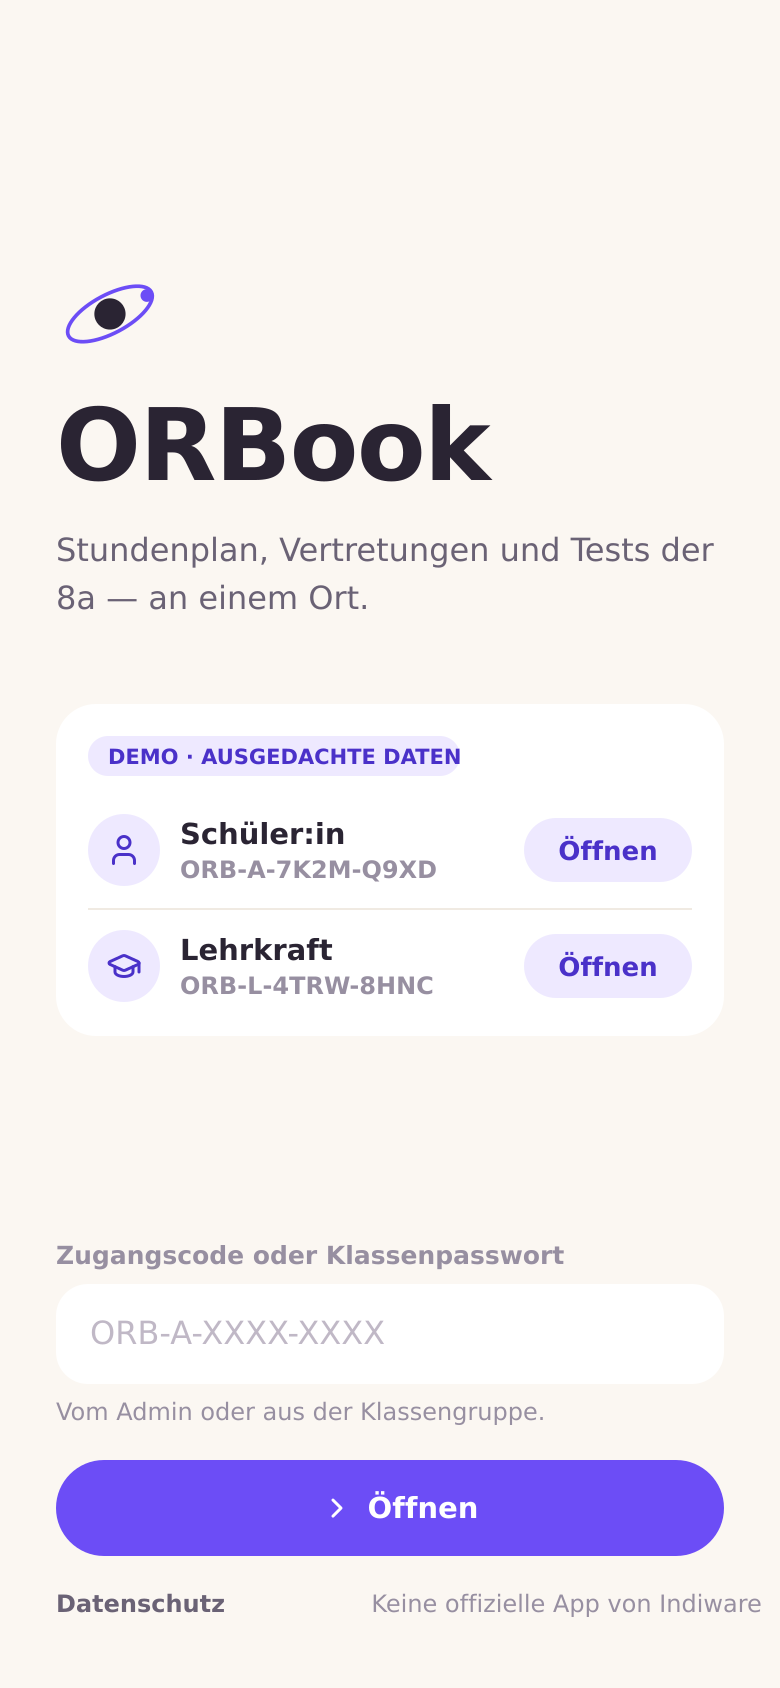 ORBook
Stundenplan, Vertretungen und Tests der
8a — an einem Ort.
DEMO · AUSGEDACHTE DATEN
Schüler:in
ORB-A-7K2M-Q9XD
Öffnen
Lehrkraft
ORB-L-4TRW-8HNC
Öffnen
Zugangscode oder Klassenpasswort
ORB-A-XXXX-XXXX
Vom Admin oder aus der Klassengruppe.
Öffnen
Datenschutz
Keine offizielle App von Indiware